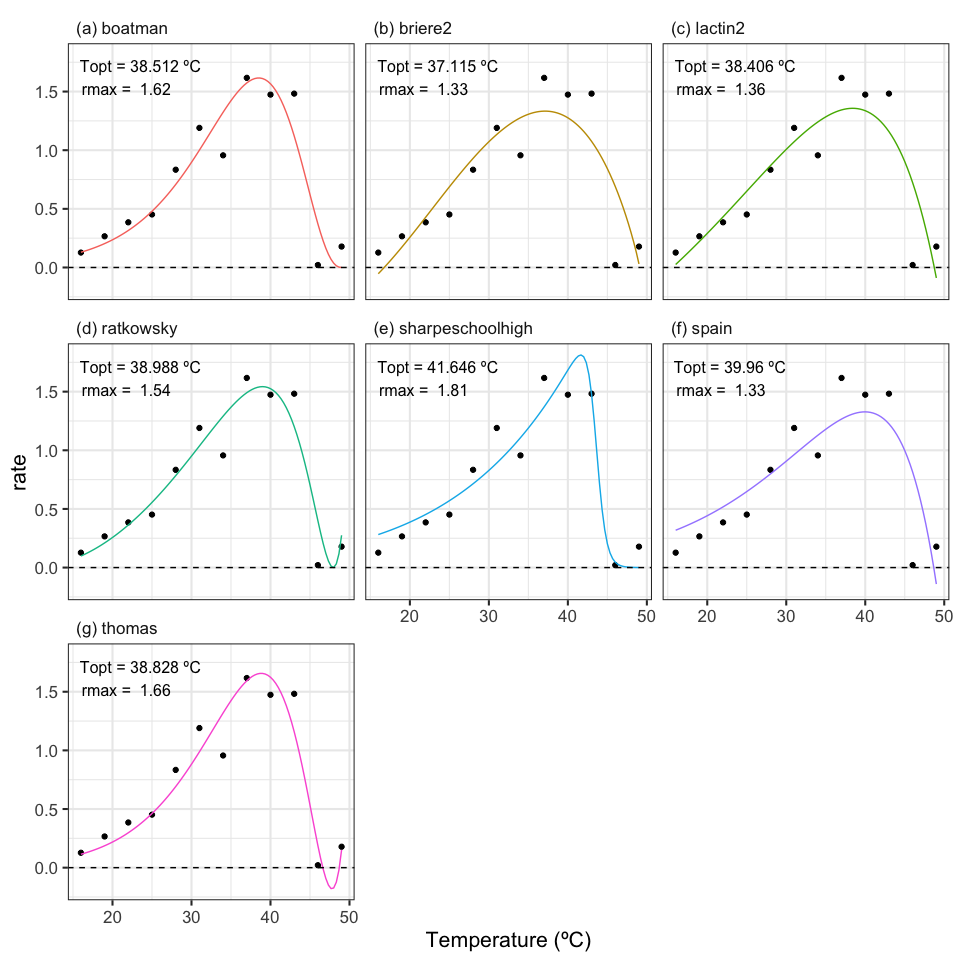 (a) boatman
Topt = 38.512 ºC
rmax =  1.62
(b) briere2
Topt = 37.115 ºC
rmax =  1.33
(c) lactin2
Topt = 38.406 ºC
rmax =  1.36
1.5
1.0
0.5
0.0
(d) ratkowsky
Topt = 38.988 ºC
rmax =  1.54
(e) sharpeschoolhigh
Topt = 41.646 ºC
rmax =  1.81
(f) spain
Topt = 39.96 ºC
rmax =  1.33
rate
1.5
1.0
0.5
0.0
20 30 40 50
20 30 40 50
(g) thomas
Topt = 38.828 ºC
rmax =  1.66
1.5
1.0
0.5
0.0
20 30 40 50
Temperature (ºC)